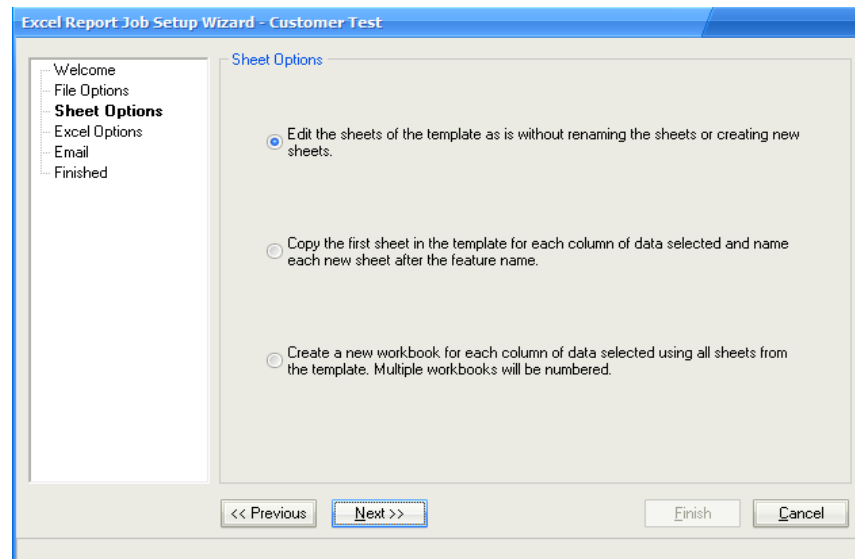 Excel Report Job Setup Wizard - Customer Test
Welcome
File Options
Sheet Options
Excel Options
Email
Finished
Sheet Options
Edit the sheets of the template as is without renaming the sheets or creating new
sheets.
Copy the first sheet in the template for each column of data selected and name
each new sheet after the feature name.
Create a new workbook for each column of data selected using all sheets from
the template. Multiple workbooks will be numbered.
<< Previous
Next >>
Finish
Cancel